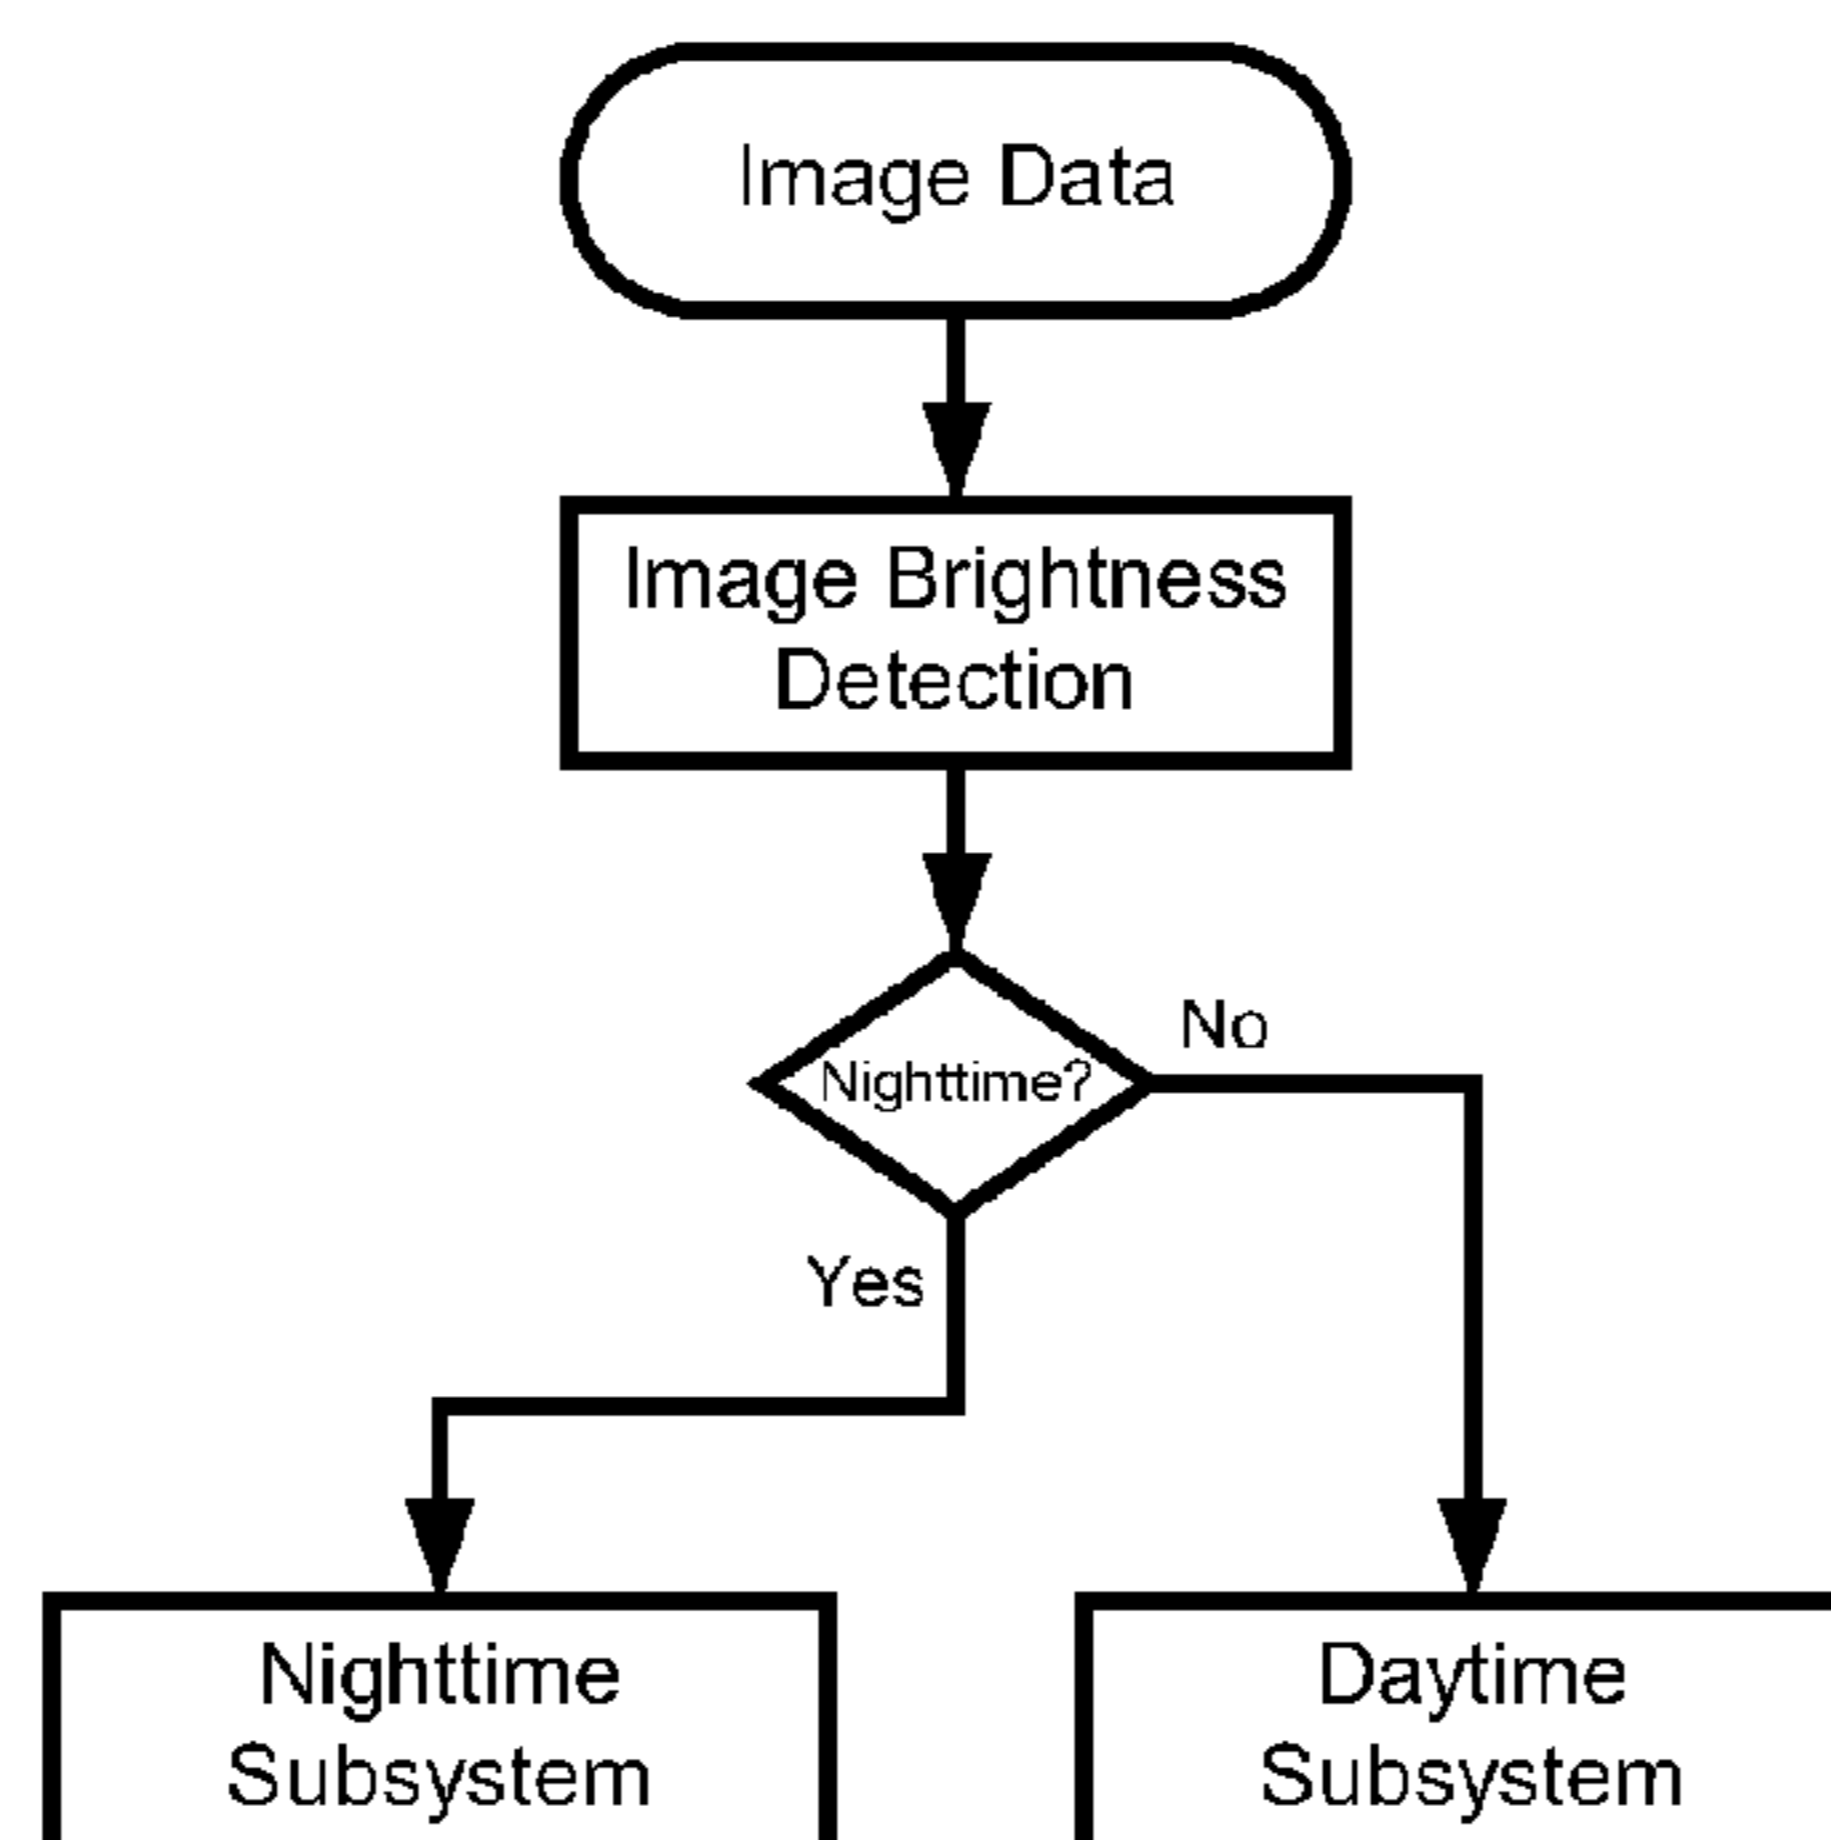 Image Data
Image Brightness
Detection
Nighttime?
No
Yes
Nighttime
Subsystem
Daytime
Subsystem